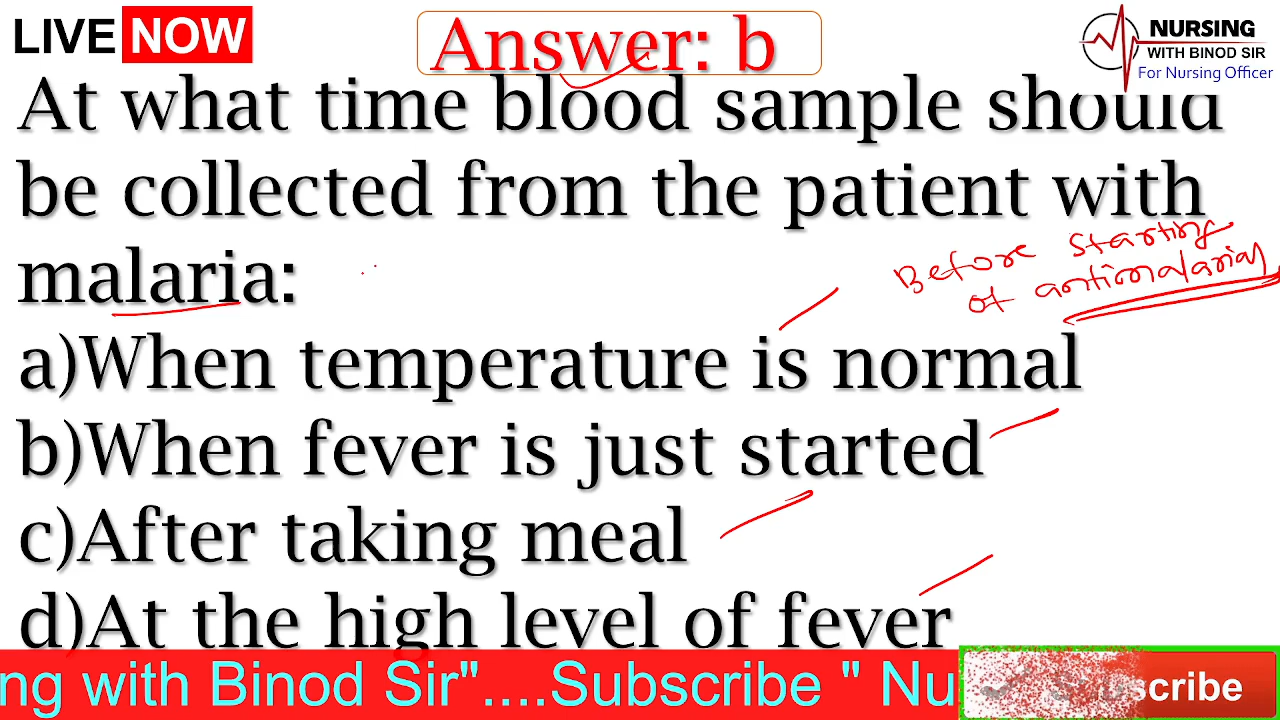 LIVE NOW
Answer: b
NURSING
WITH BINOD SIR
For Nursing Officer
At what time blood sample should
be collected from the patient with
malaria:
Before starting
of antimalarial
a)When temperature is normal
b)When fever is just started
c)After taking meal
d)At the high level of fever
ng with Binod Sir"....Subscribe " Nu
scribe